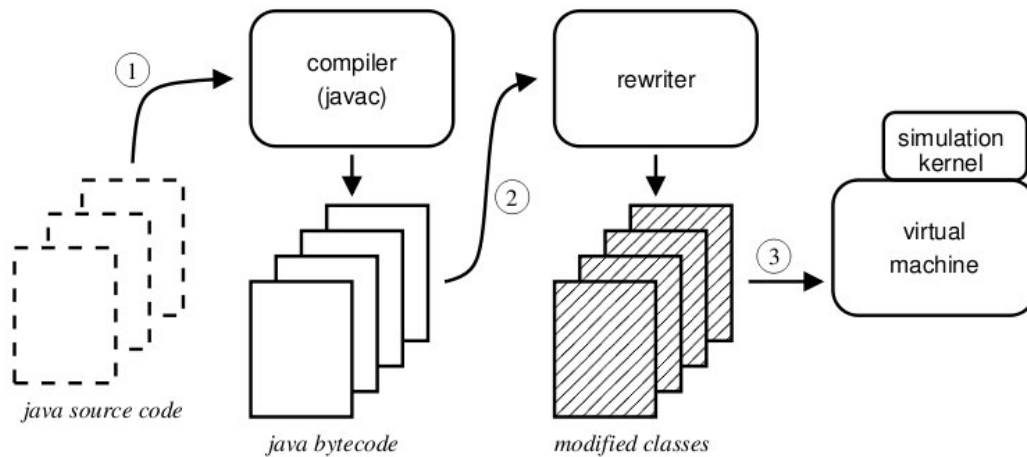 1
compiler
(javac)
2
rewriter
3
simulation
kernel
virtual
machine
java source code
java bytecode
modified classes